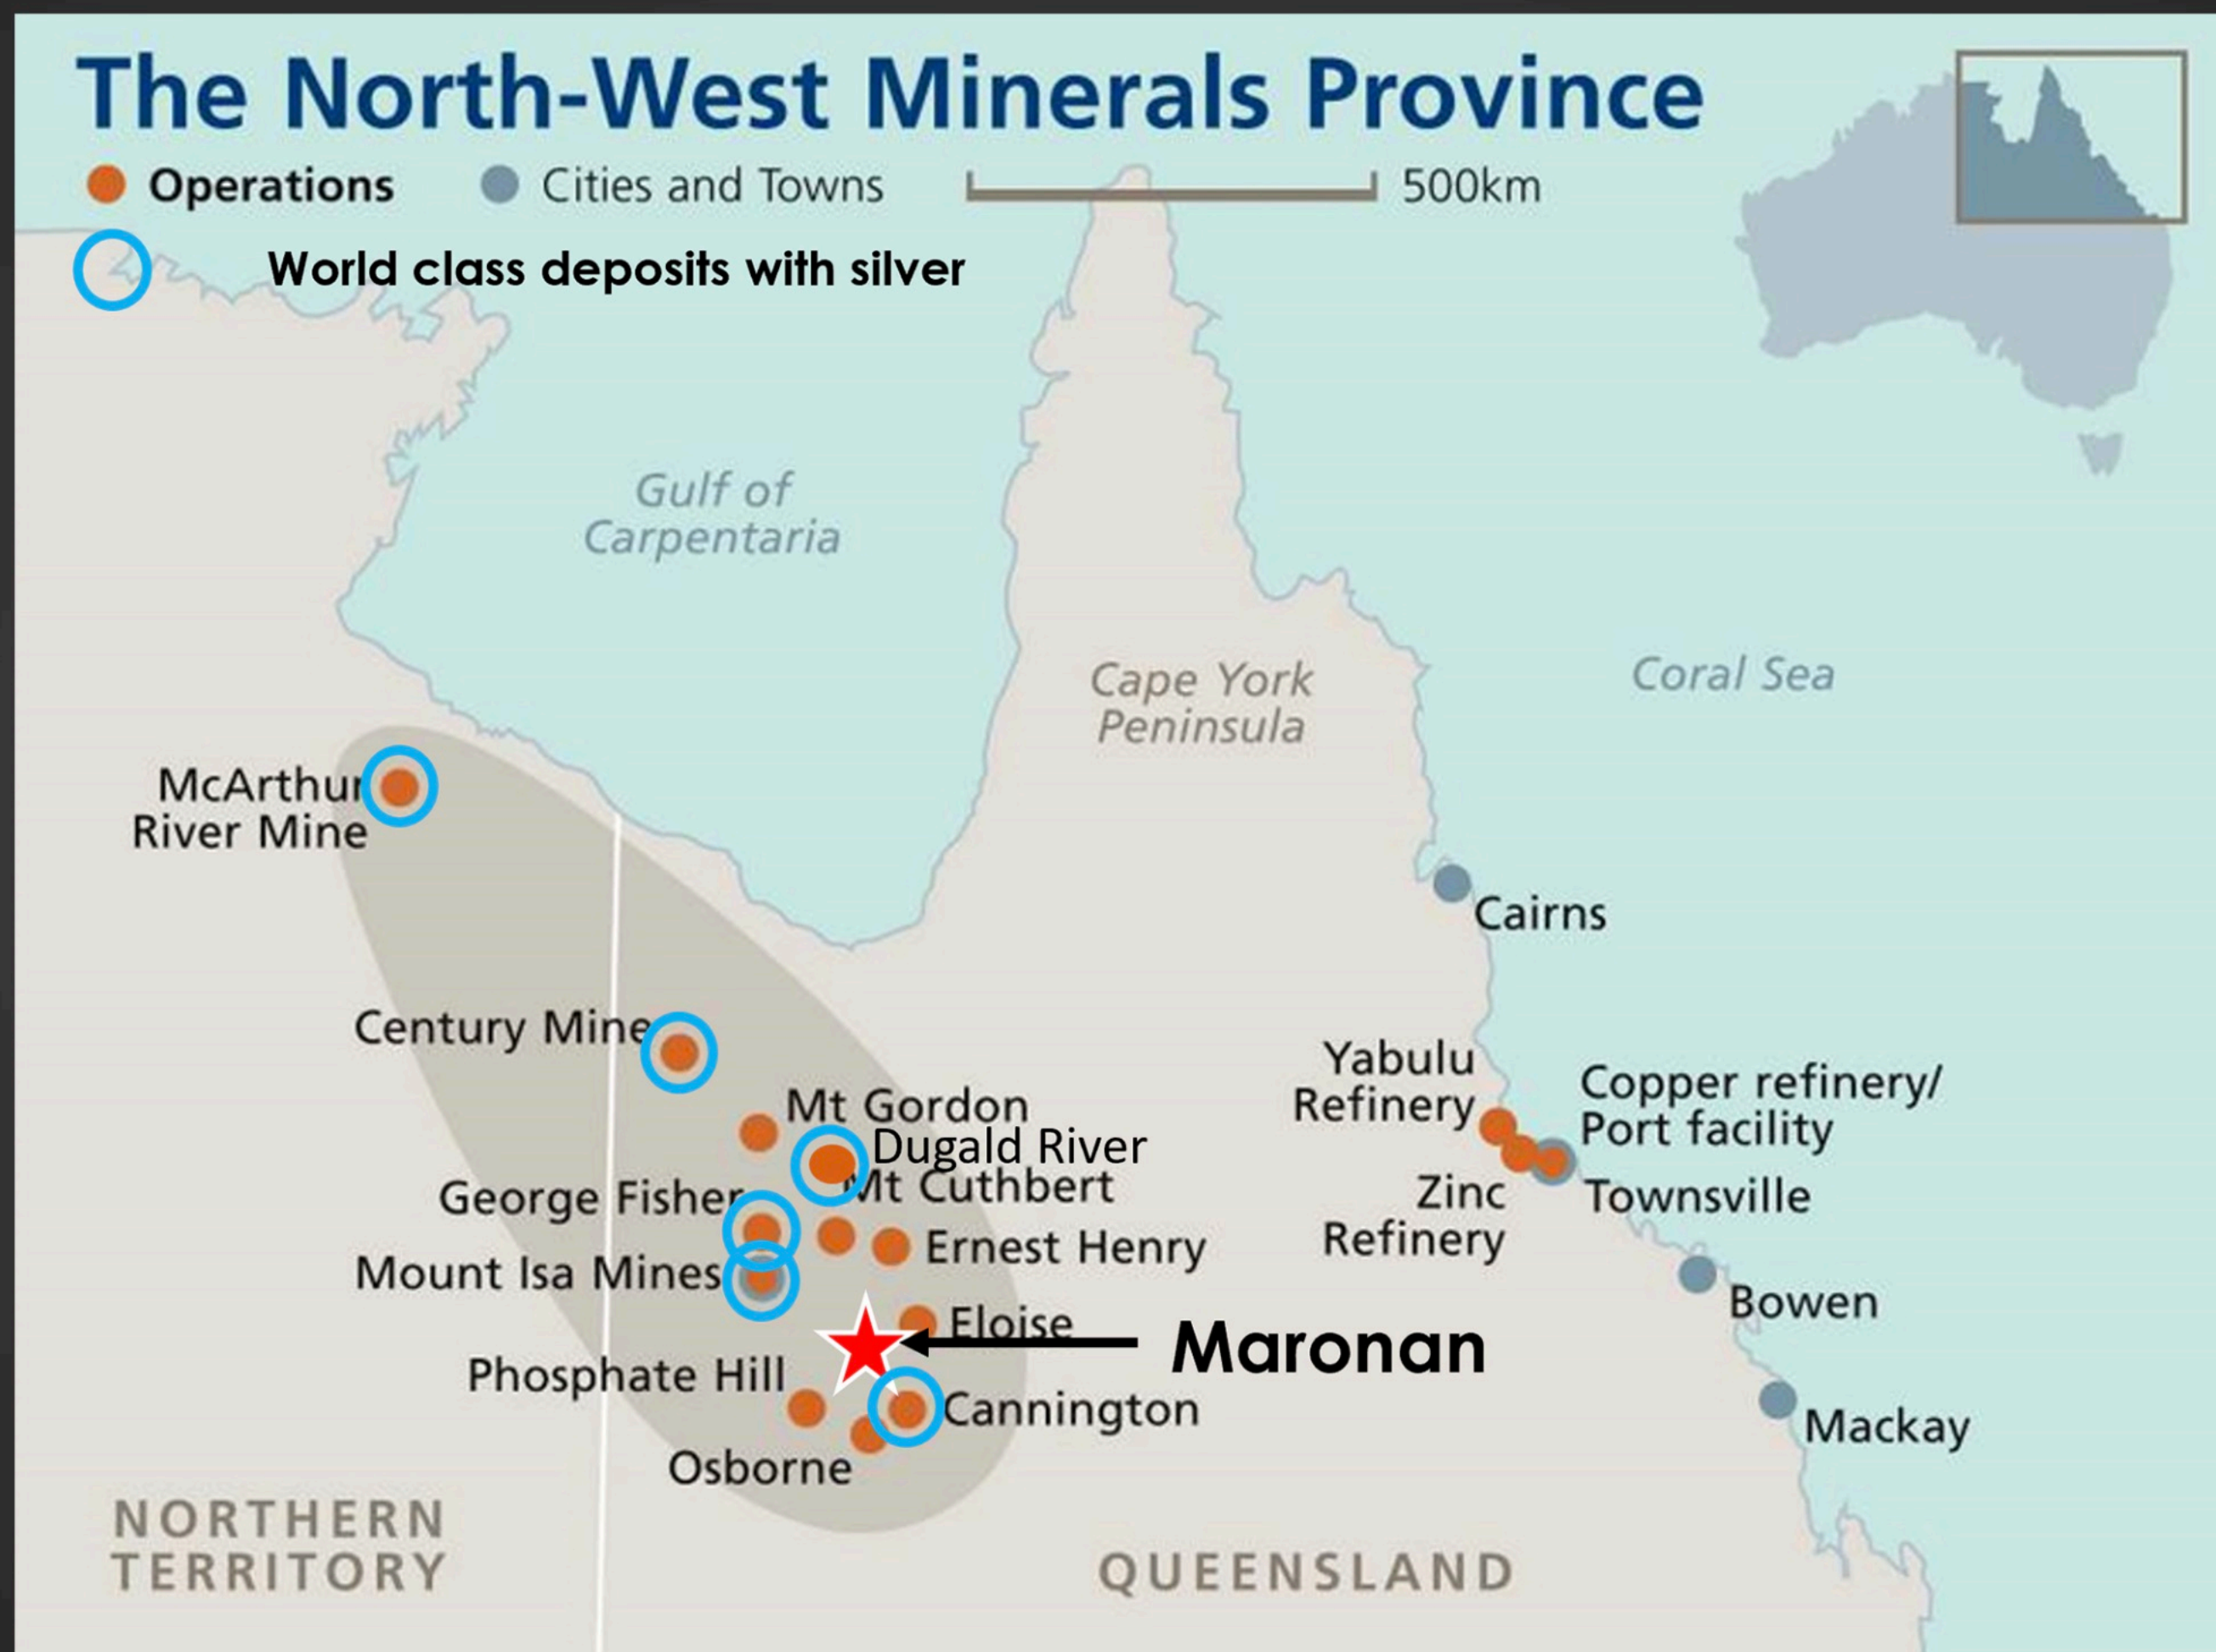 The North-West Minerals Province
Operations
Cities and Towns
500km
World class deposits with silver
Gulf of
Carpentaria
Cape York
Peninsula
Coral Sea
McArthur
River Mine
Cairns
Century Mine
Mt Gordon
Dugald River
Mt Cuthbert
George Fisher
Ernest Henry
Mount Isa Mines
Yabulu
Refinery
Copper refinery/
Port facility
Zinc
Refinery
Townsville
Bowen
Eloise
Maronan
Phosphate Hill
Cannington
Mackay
Osborne
NORTHERN
TERRITORY
QUEENSLAND